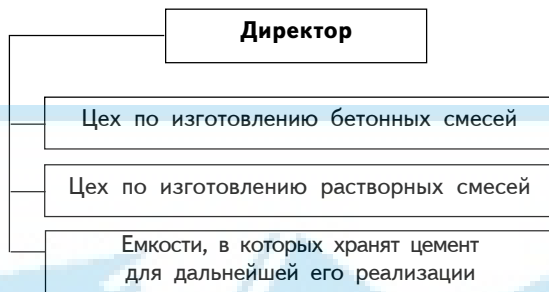 Директор
Цех по изготовлению бетонных смесей
Цех по изготовлению растворных смесей
Емкости, в которых хранят цемент
для дальнейшей его реализации